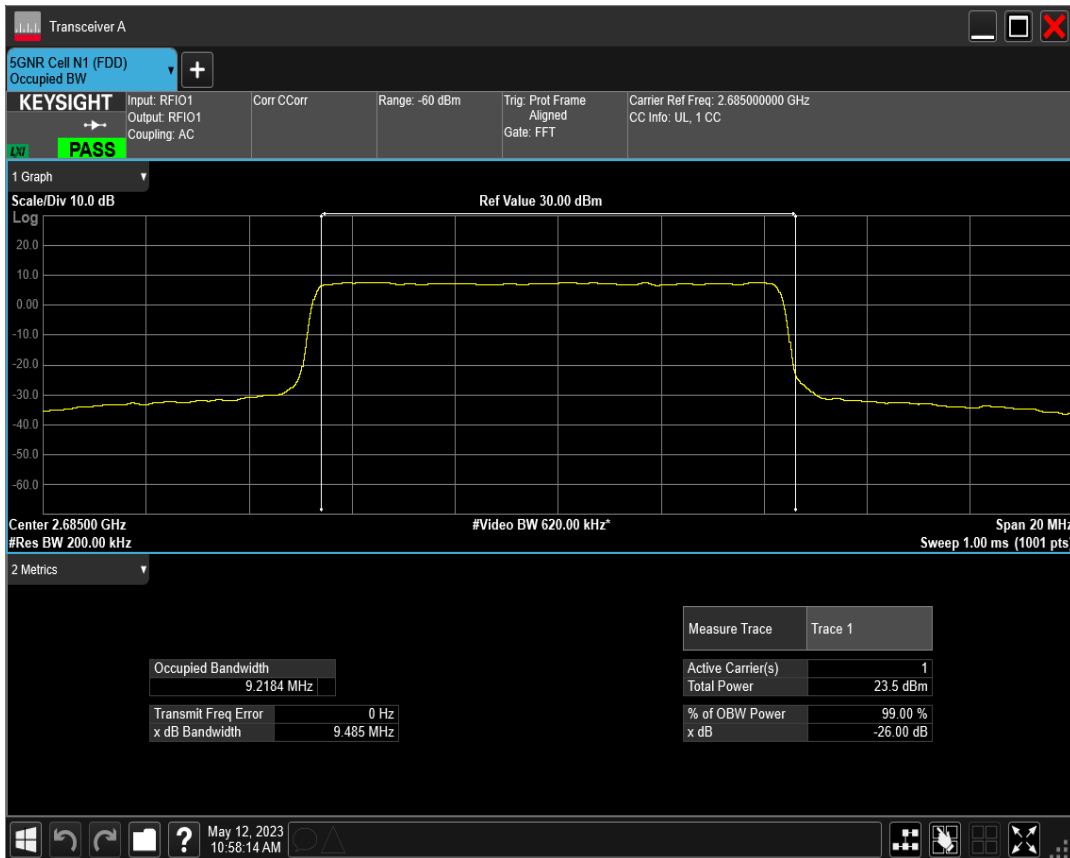 Transceiver A
5GNR Cell N1 (FDD)
Occupied BW
+
KEYSIGHT
LXI
PASS
Input: RFIO1
Output: RFIO1
Coupling: AC
Corr CCorr
Range: -60 dBm
Trig: Prot Frame
Aligned
Gate: FFT
Carrier Ref Freq: 2.685000000 GHz
CC Info: UL, 1 CC
1 Graph
Scale/Div 10.0 dB
Ref Value 30.00 dBm
Log
20.0
10.0
0.00
-10.0
-20.0
-30.0
-40.0
-50.0
-60.0
Center 2.68500 GHz
#Video BW 620.00 kHz*
Span 20 MHz
#Res BW 200.00 kHz
Sweep 1.00 ms (1001 pts)
2 Metrics
Measure Trace
Trace 1
Occupied Bandwidth
9.2184 MHz
Active Carrier(s) 1
Total Power 23.5 dBm
Transmit Freq Error 0 Hz
x dB Bandwidth 9.485 MHz
% of OBW Power 99.00 %
x dB -26.00 dB
?
May 12, 2023
10:58:14 AM